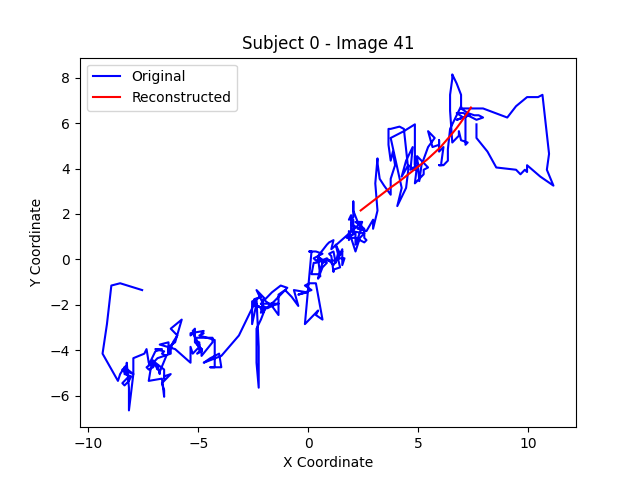 Subject 0 - Image 41
Original
Reconstructed
8
6
4
2
0
−2
−4
−6
Y Coordinate
−10
−5
0
5
10
X Coordinate